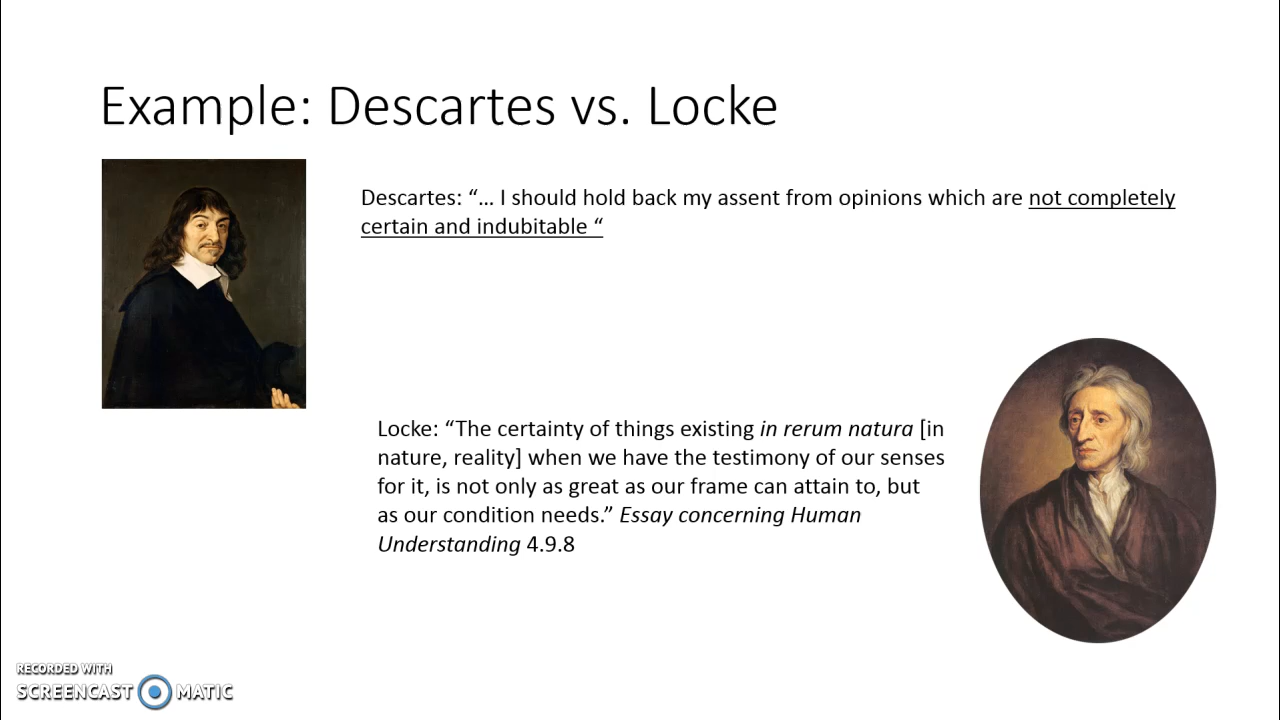 Example: Descartes vs. Locke
Descartes: “... I should hold back my assent from opinions which are not completely
certain and indubitable “
Locke: “The certainty of things existing in rerum natura [in
nature, reality] when we have the testimony of our senses
for it, is not only as great as our frame can attain to, but
as our condition needs.” Essay concerning Human
Understanding 4.9.8
RECORDED WITH
SCREENCAST MATIC